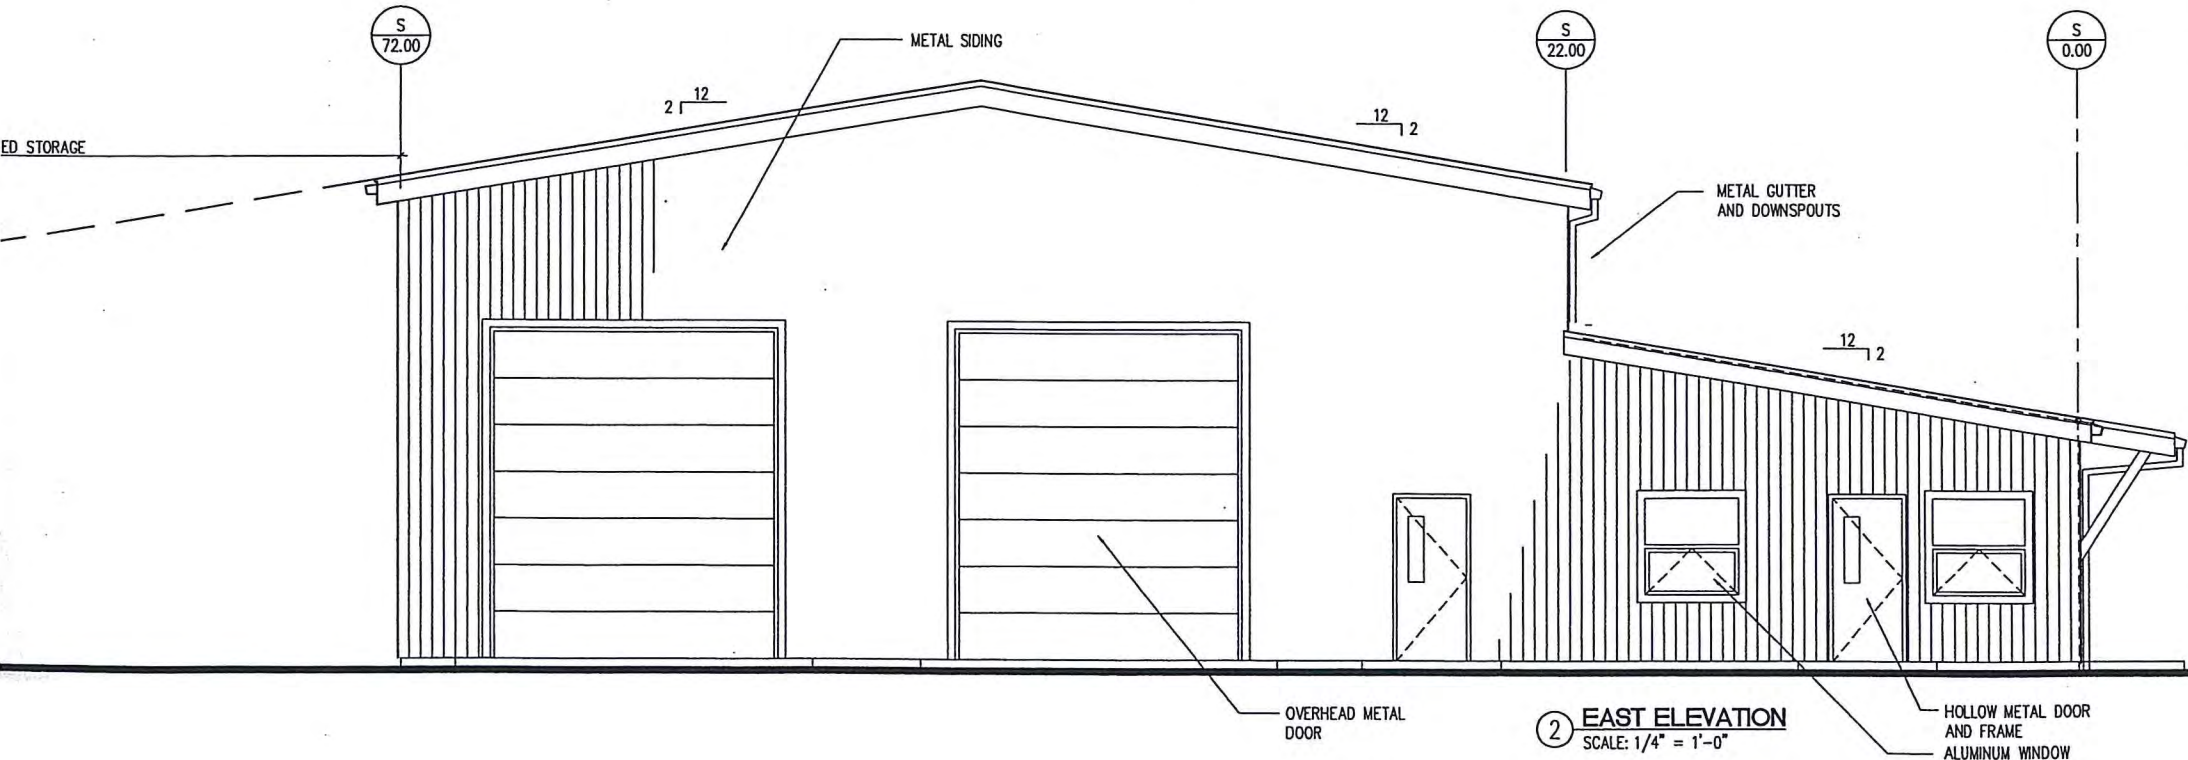 S
72.00
METAL SIDING
S
22.00
S
0.00
12
2
12
2
ED STORAGE
METAL GUTTER
AND DOWNSPOUTS
12
2
OVERHEAD METAL
DOOR
2
EAST ELEVATION
SCALE: 1/4" = 1'-0"
HOLLOW METAL DOOR
AND FRAME
ALUMINUM WINDOW